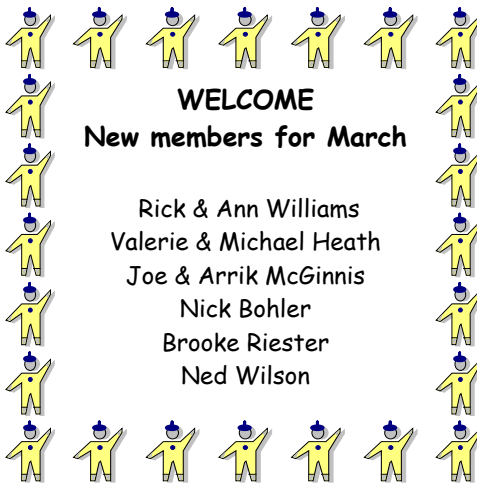 WELCOME
New members for March
Rick & Ann Williams
Valerie & Michael Heath
Joe & Arrik McGinnis
Nick Bohler
Brooke Riester
Ned Wilson